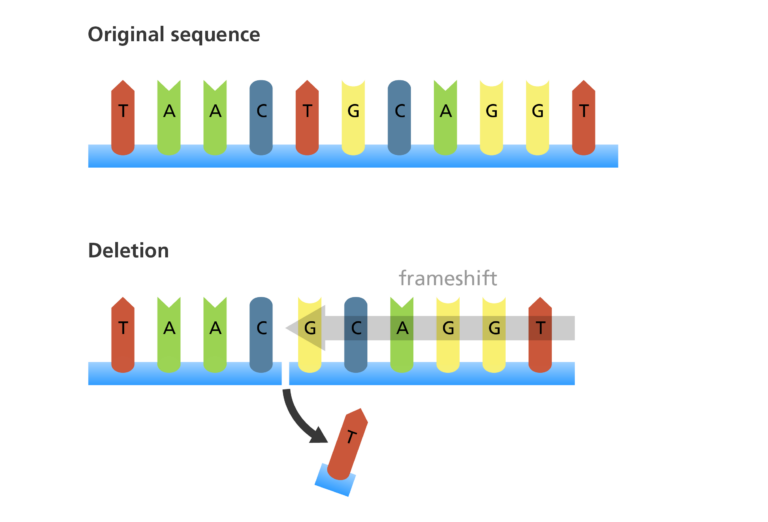 Original sequence
T A A C T G C A G G T
Deletion
frameshift
T A A C G C A G G T
T